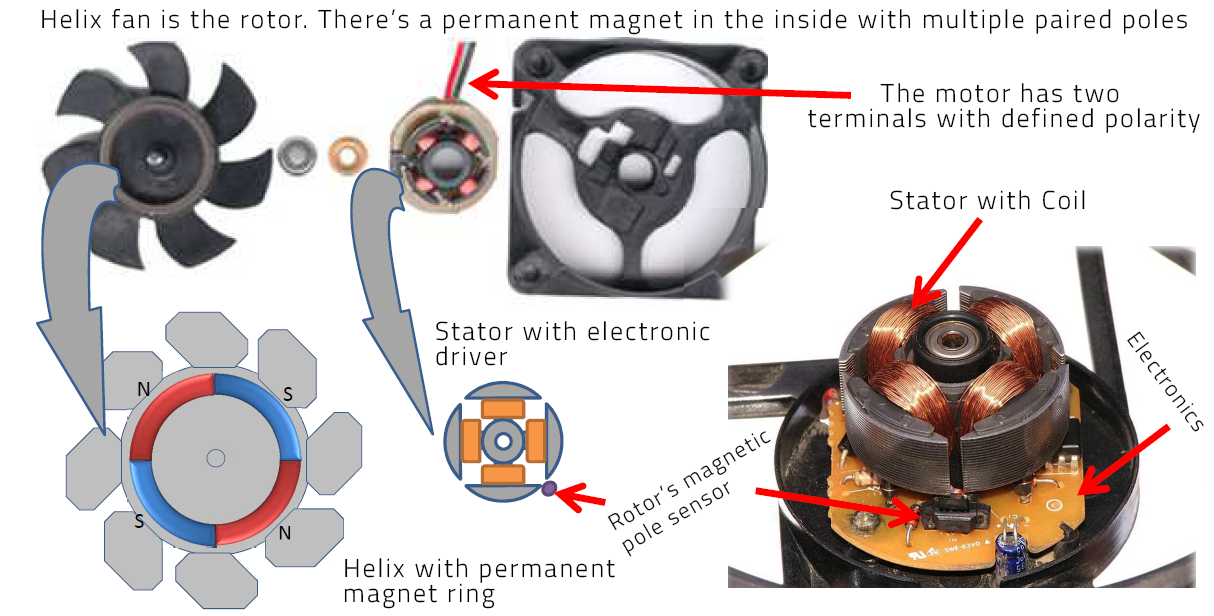 Helix fan is the rotor. There's a permanent magnet in the inside with multiple paired poles
The motor has two
terminals with defined polarity
Stator with Coil
Electronics
Stator with electronic
driver
Rotor's magnetic
pole sensor
N
S
S
N
Helix with permanent
magnet ring